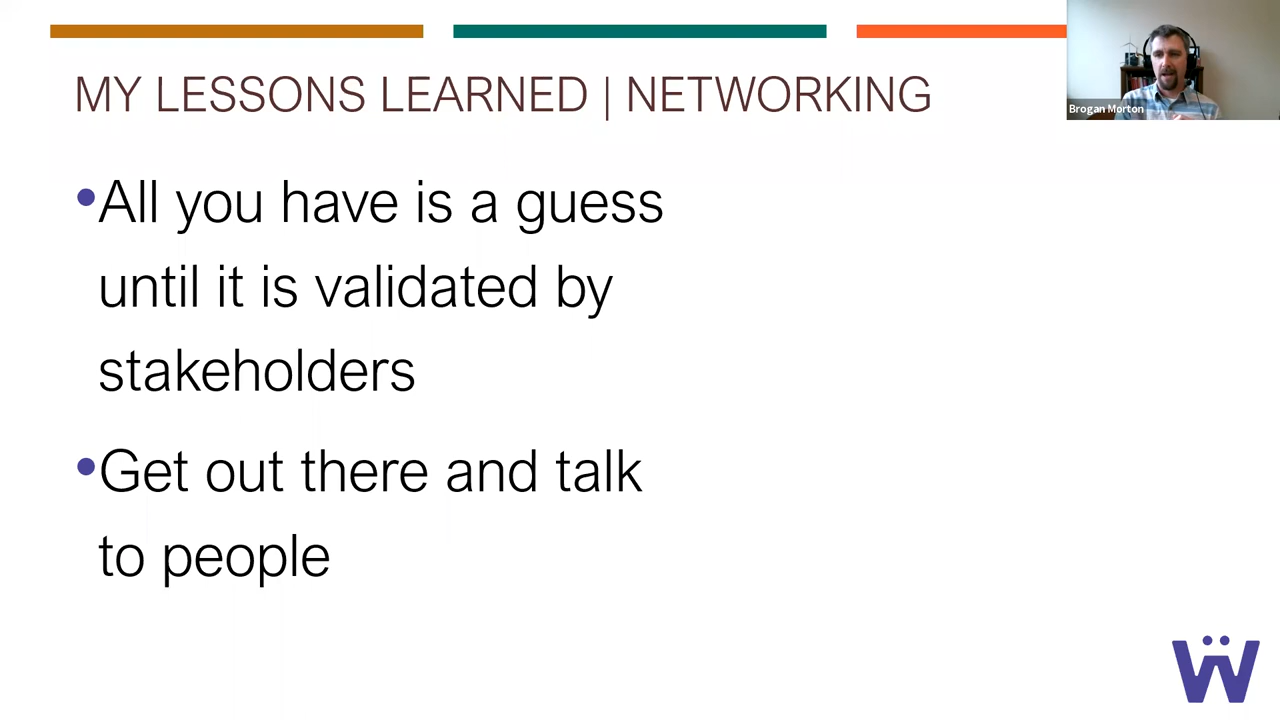 MY LESSONS LEARNED | NETWORKING
Brogan Morton
•All you have is a guess
until it is validated by
stakeholders
•Get out there and talk
to people
Ẅ